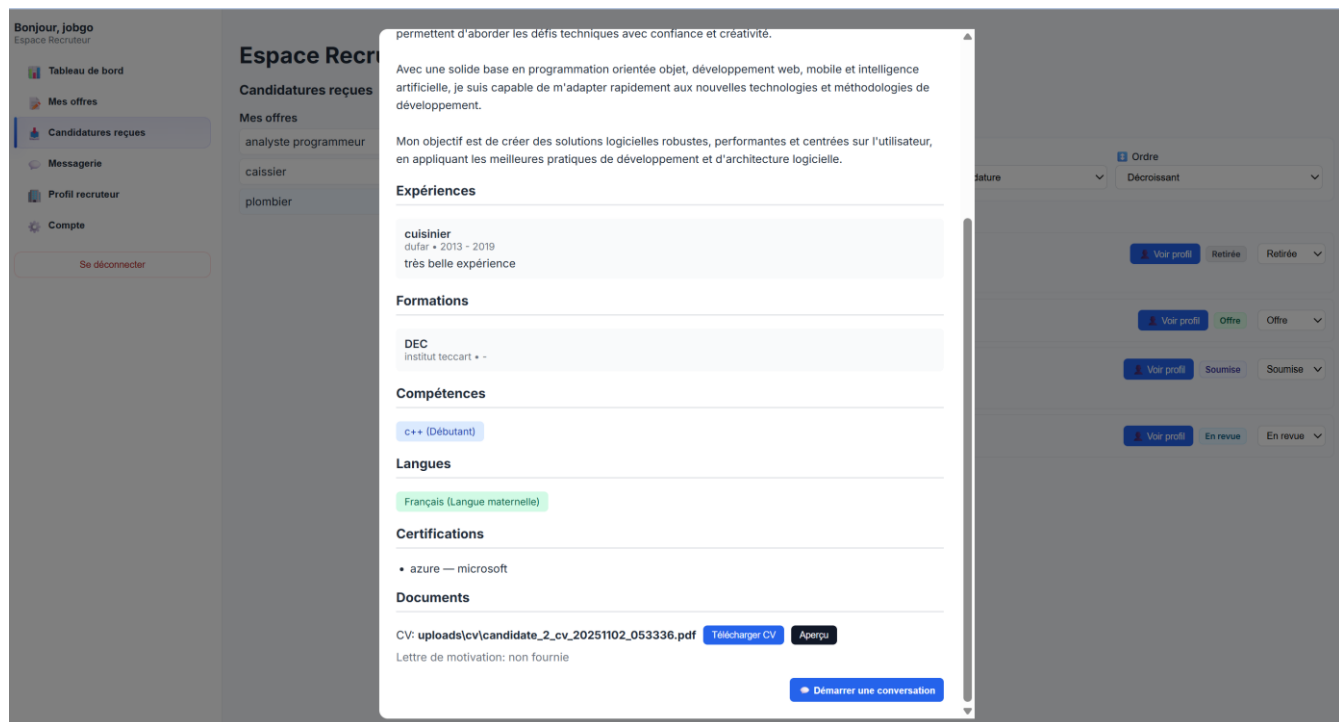 Bonjour, jobgo
Espace Recruteur
Tableau de bord
Mes offres
Candidatures reçues
Messagerie
Profil recruteur
Compte
Se déconnecter
Espace Recru
Candidatures reçues
Mes offres
analyste programmeur
caissier
plombier
permettent d'aborder les défis techniques avec confiance et créativité.
Avec une solide base en programmation orientée objet, développement web, mobile et intelligence
artificielle, je suis capable de m'adapter rapidement aux nouvelles technologies et méthodologies de
développement.
Mon objectif est de créer des solutions logicielles robustes, performantes et centrées sur l'utilisateur,
en appliquant les meilleures pratiques de développement et d'architecture logicielle.
Expériences
cuisinier
dufar • 2013 - 2019
très belle expérience
Formations
DEC
institut teccart • -
Compétences
c++ (Débutant)
Langues
Français (Langue maternelle)
Certifications
• azure — microsoft
Documents
CV: uploads\cv\candidate_2_cv_20251102_053336.pdf Télécharger CV Aperçu
Lettre de motivation: non fournie
Démarrer une conversation
Ordre
dature Décroissant
Voir profil Retirée Retirée
Voir profil Offre Offre
Voir profil Soumise Soumise
Voir profil En revue En revue